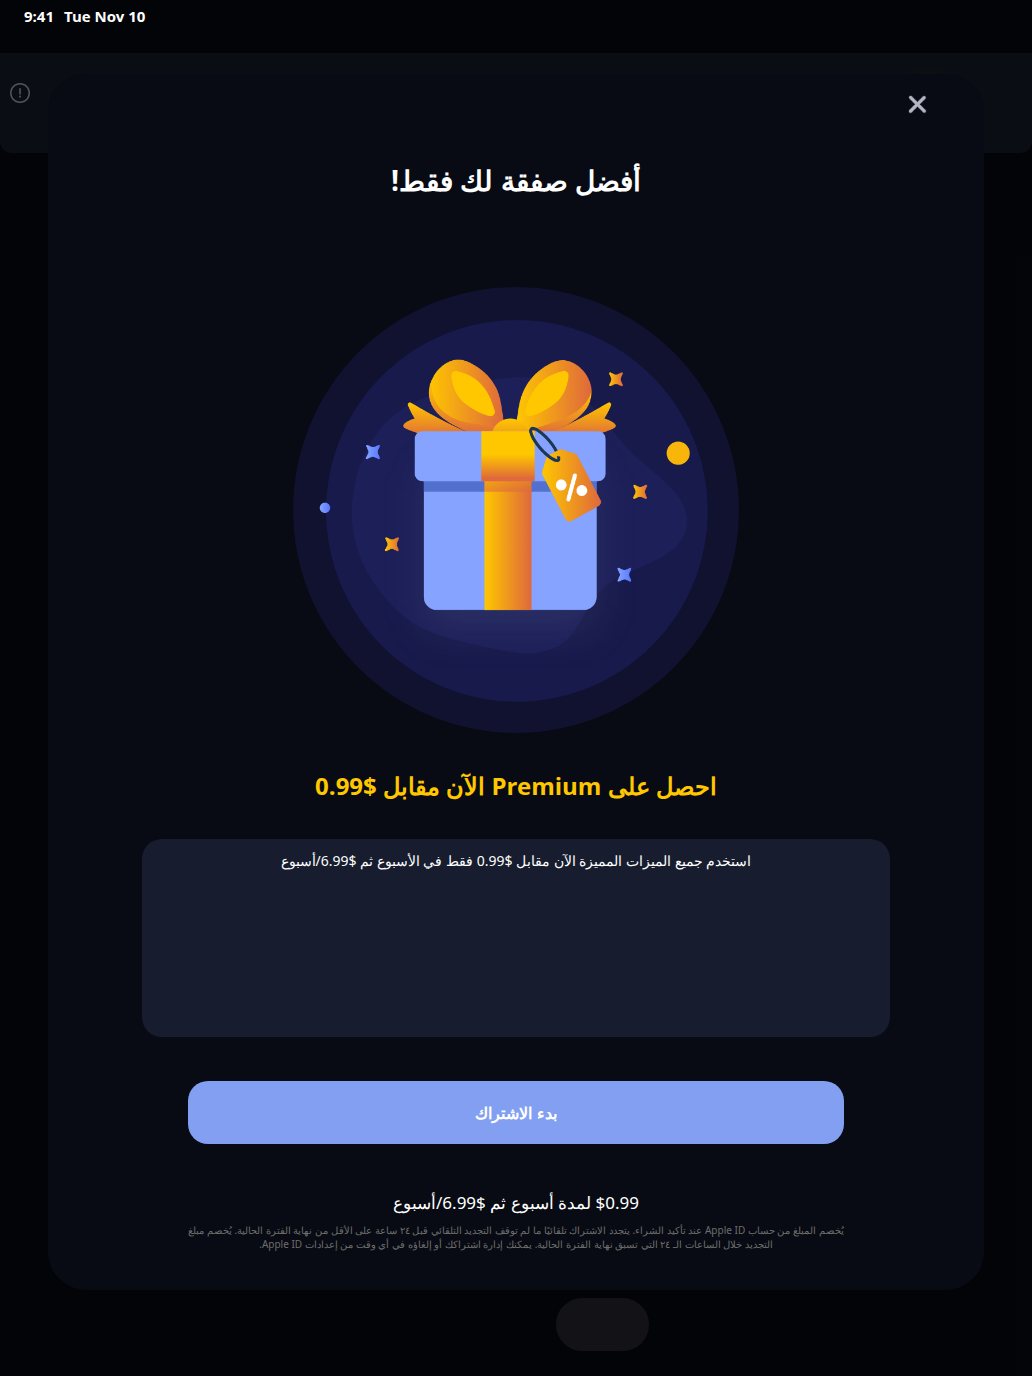 9:41 Tue Nov 10
أفضل صفقة لك فقط!
%
احصل على Premium الآن مقابل $0.99
استخدم جميع الميزات المميزة الآن مقابل $0.99 فقط في الأسبوع ثم $6.99/أسبوع
بدء الاشتراك
$0.99 لمدة أسبوع ثم $6.99/أسبوع
يُخصم المبلغ من حساب Apple ID عند تأكيد الشراء. يتجدد الاشتراك تلقائيًا ما لم توقف التجديد التلقائي قبل ٢٤ ساعة على الأقل من نهاية الفترة الحالية. يُخصم مبلغ
التجديد خلال الساعات الـ ٢٤ التي تسبق نهاية الفترة الحالية. يمكنك إدارة اشتراكك أو إلغاؤه في أي وقت من إعدادات Apple ID.